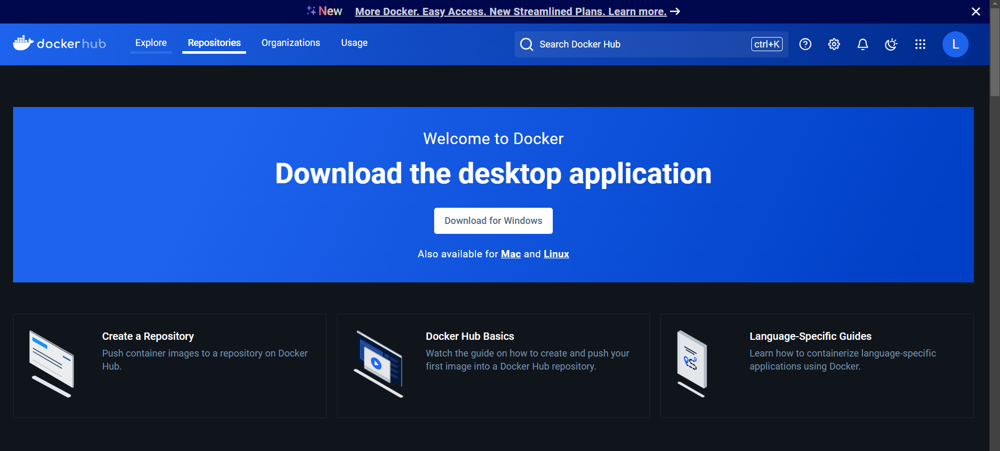 New More Docker. Easy Access. New Streamlined Plans. Learn more. →
dockerhub Explore Repositories Organizations Usage Search Docker Hub ctrl+K L
Welcome to Docker
Download the desktop application
Download for Windows
Also available for Mac and Linux
Create a Repository
Push container images to a repository on Docker
Hub.
Docker Hub Basics
Watch the guide on how to create and push your
first image into a Docker Hub repository.
Language-Specific Guides
Learn how to containerize language-specific
applications using Docker.